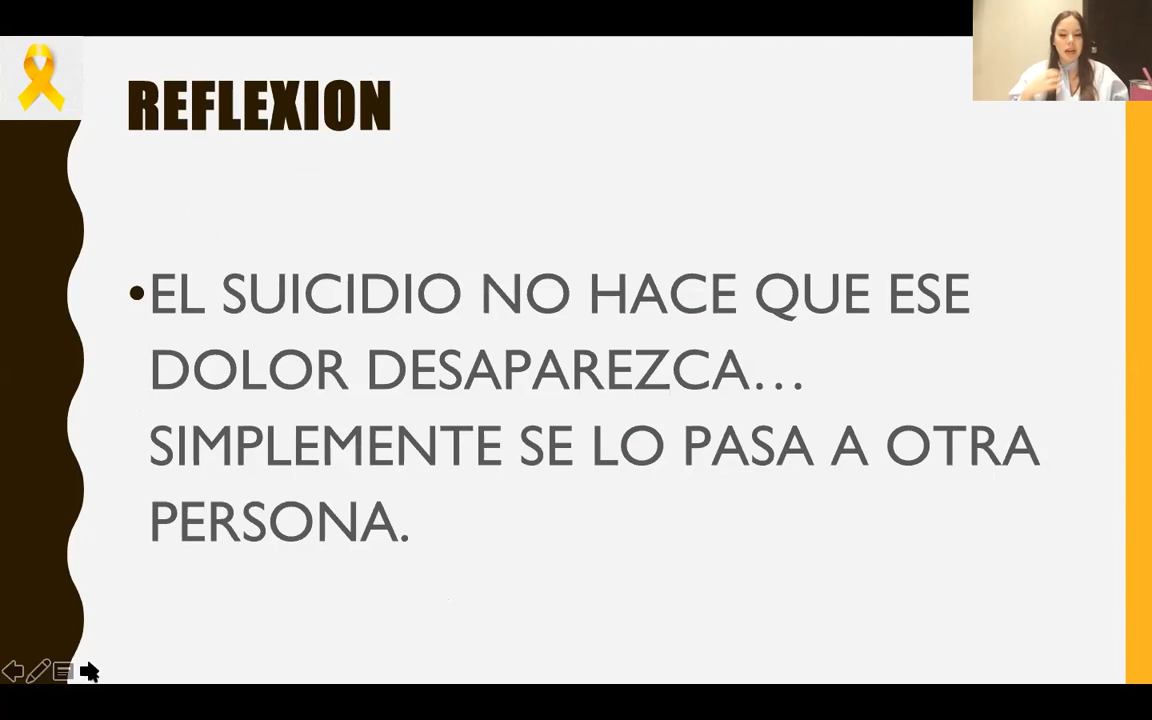 REFLEXION
•EL SUICIDIO NO HACE QUE ESE
DOLOR DESAPAREZCA…
SIMPLEMENTE SE LO PASA A OTRA
PERSONA.